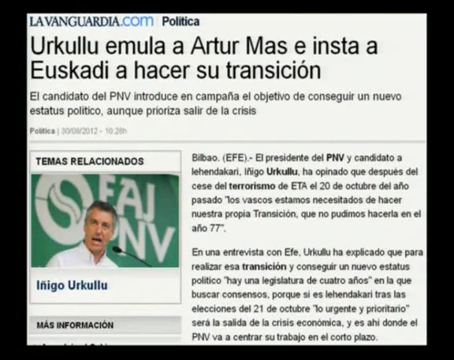 LAVANGUARDIA.com | Política
Urkullu emula a Artur Mas e insta a
Euskadi a hacer su transición
El candidato del PNV introduce en campaña el objetivo de conseguir un nuevo
estatus político, aunque prioriza salir de la crisis
Política | 30/08/2012 - 10:28h
TEMAS RELACIONADOS
EAJ
PNV
Iñigo Urkullu
MÁS INFORMACIÓN
Bilbao. (EFE).- El presidente del PNV y candidato a
lehendakari, Iñigo Urkullu, ha opinado que después del
cese del terrorismo de ETA el 20 de octubre del año
pasado "los vascos estamos necesitados de hacer
nuestra propia Transición, que no pudimos hacerla en el
año 77".
En una entrevista con Efe, Urkullu ha explicado que para
realizar esa transición y conseguir un nuevo estatus
político "hay una legislatura de cuatro años" en la que
buscar consensos, porque si es lehendakari tras las
elecciones del 21 de octubre "lo urgente y prioritario"
será la salida de la crisis económica, y es ahí donde el
PNV va a centrar su trabajo en el corto plazo.